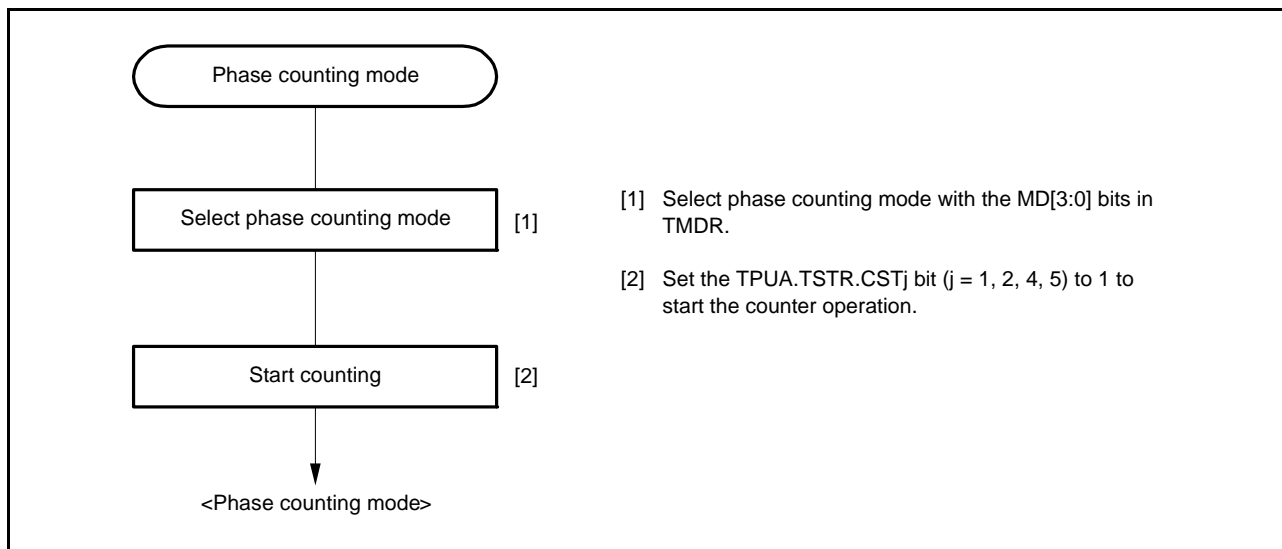 Phase counting mode
Select phase counting mode [1]
Start counting [2]
<Phase counting mode>
[1] Select phase counting mode with the MD[3:0] bits in
TMDR.
[2] Set the TPUA.TSTR.CSTj bit (j = 1, 2, 4, 5) to 1 to
start the counter operation.